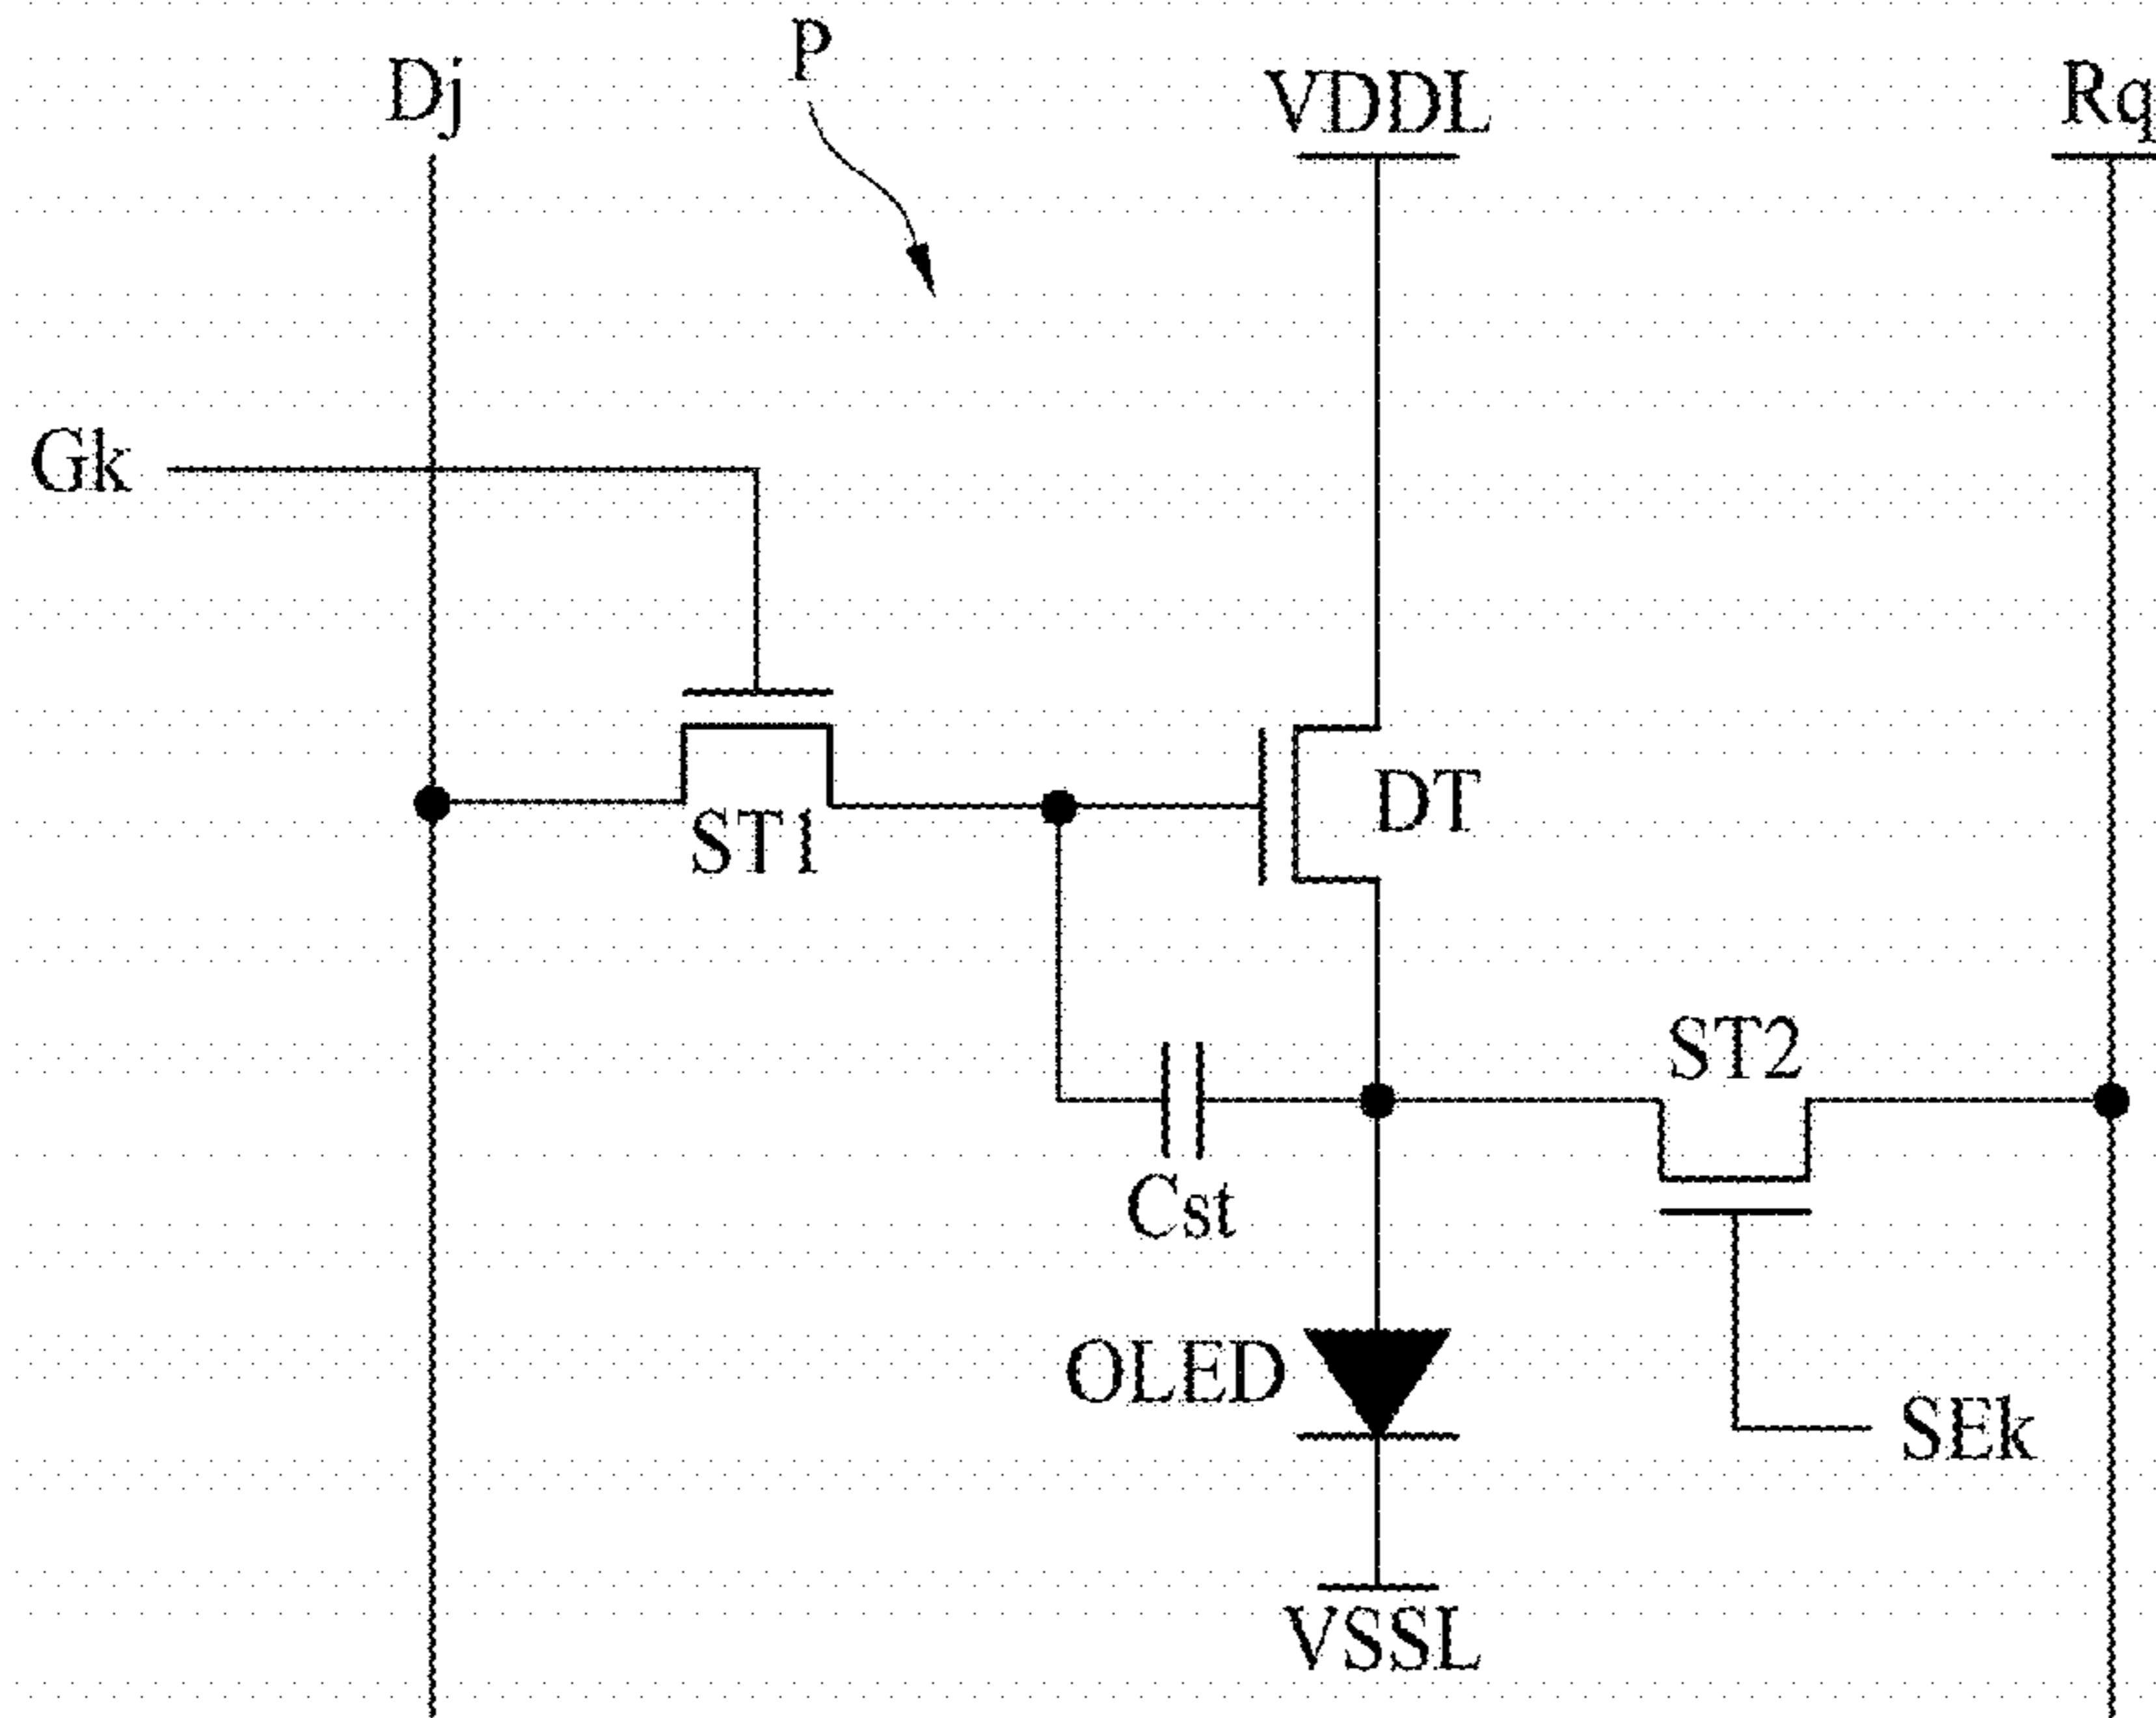 P
Dj
VDDL
Rq
Gk
DT
ST1
ST2
Cst
OLED
SEk
VSSL